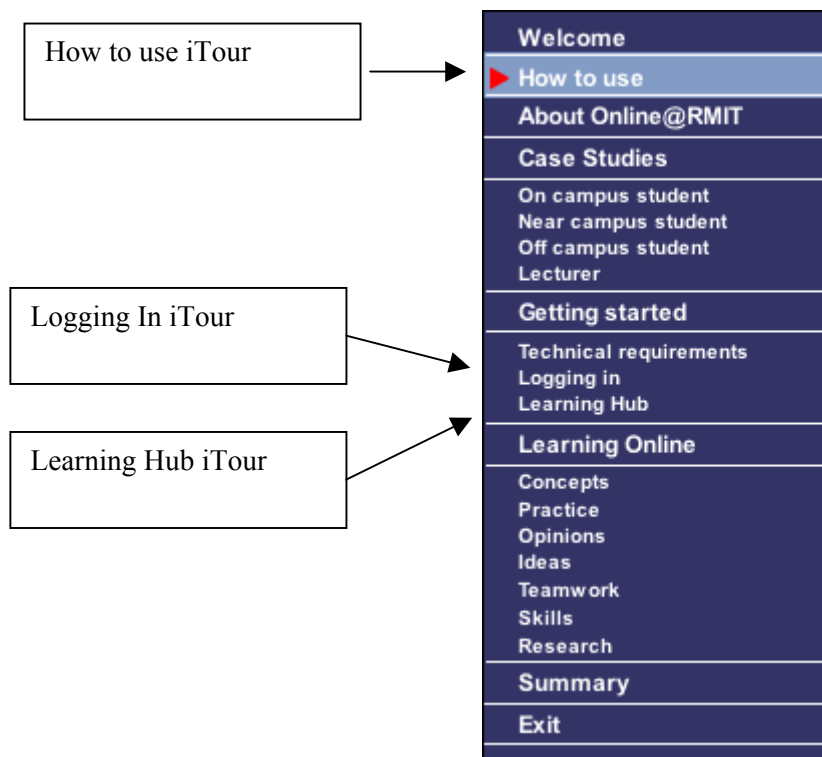 How to use iTour
Logging In iTour
Learning Hub iTour
Welcome
How to use
About Online@RMIT
Case Studies
On campus student
Near campus student
Off campus student
Lecturer
Getting started
Technical requirements
Logging in
Learning Hub
Learning Online
Concepts
Practice
Opinions
Ideas
Teamwork
Skills
Research
Summary
Exit